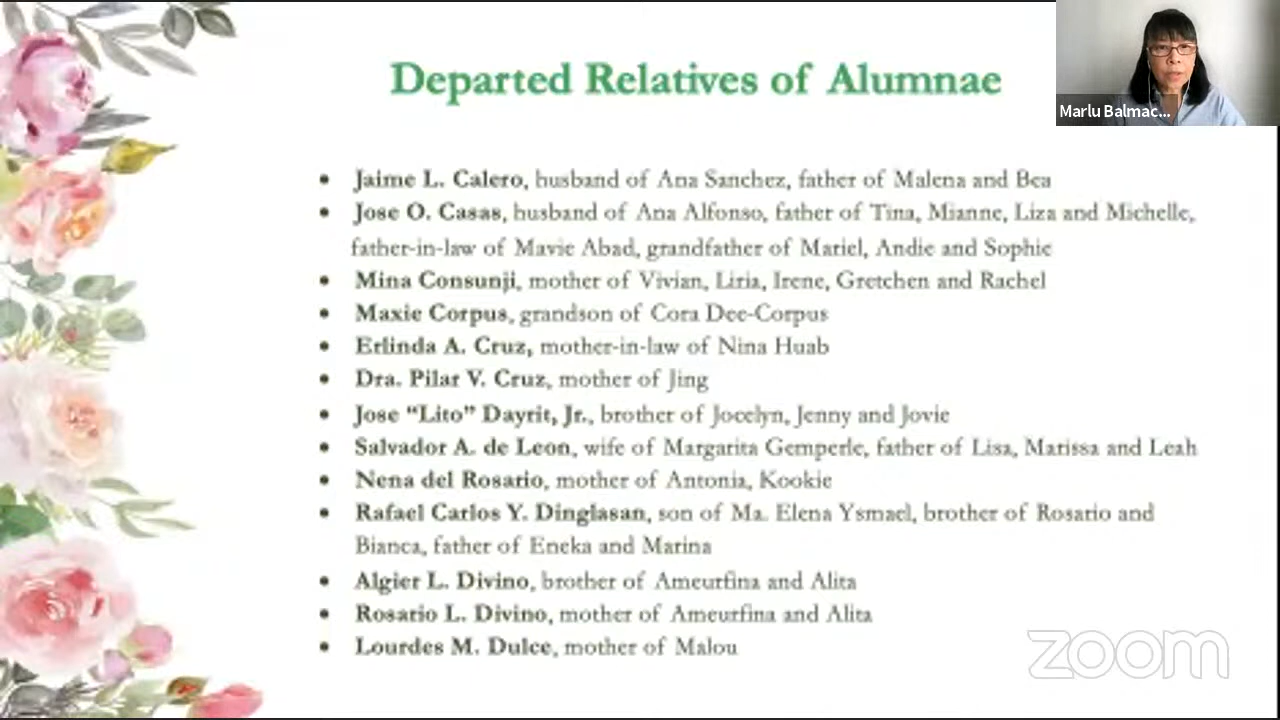 Departed Relatives of Alumnae
Marlu Balmac...
• Jaime L. Calero, husband of Ana Sanchez, father of Malena and Bea
• Jose O. Casas, husband of Ana Alfonso, father of Tina, Mianne, Liza and Michelle,
father-in-law of Mavie Abad, grandfather of Mariel, Andie and Sophie
• Mina Consunji, mother of Vivian, Liria, Irene, Gretchen and Rachel
• Maxie Corpus, grandson of Cora Dee-Corpus
• Erlinda A. Cruz, mother-in-law of Nina Huab
• Dra. Pilar V. Cruz, mother of Jing
• Jose “Lito” Dayrit, Jr., brother of Jocelyn, Jenny and Jovie
• Salvador A. de Leon, wife of Margarita Gemperle, father of Lisa, Marissa and Leah
• Nena del Rosario, mother of Antonia, Kookie
• Rafael Carlos Y. Dinglasan, son of Ma. Elena Ysmael, brother of Rosario and
Bianca, father of Eneka and Marina
• Algier L. Divino, brother of Ameurfina and Alita
• Rosario L. Divino, mother of Ameurfina and Alita
• Lourdes M. Dulce, mother of Malou
zoom